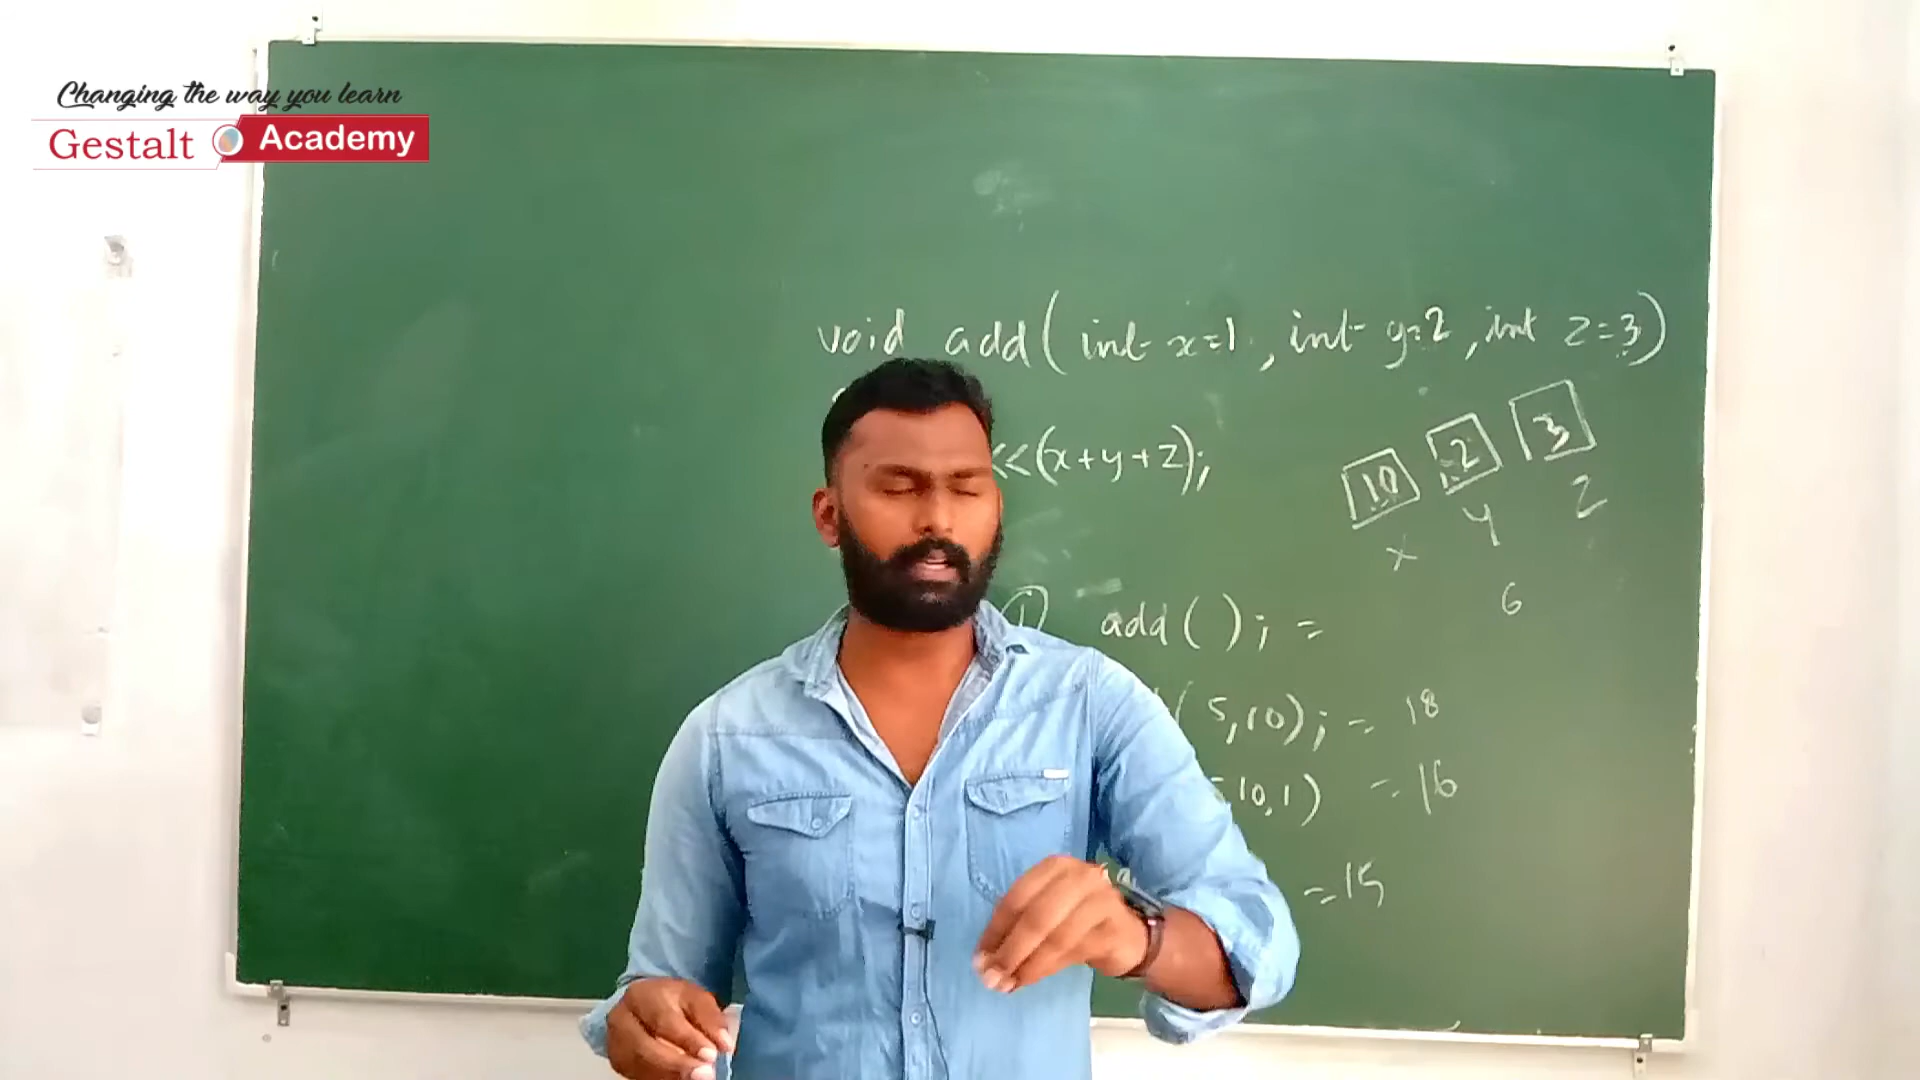 Changing the way you learn
Gestalt Academy
void add(int x=1, int y=2, int z=3)
<<(x+y+z);
10 2 3
x y z
6
① add(); =
(5,10); = 18
10,1) = 16
=15